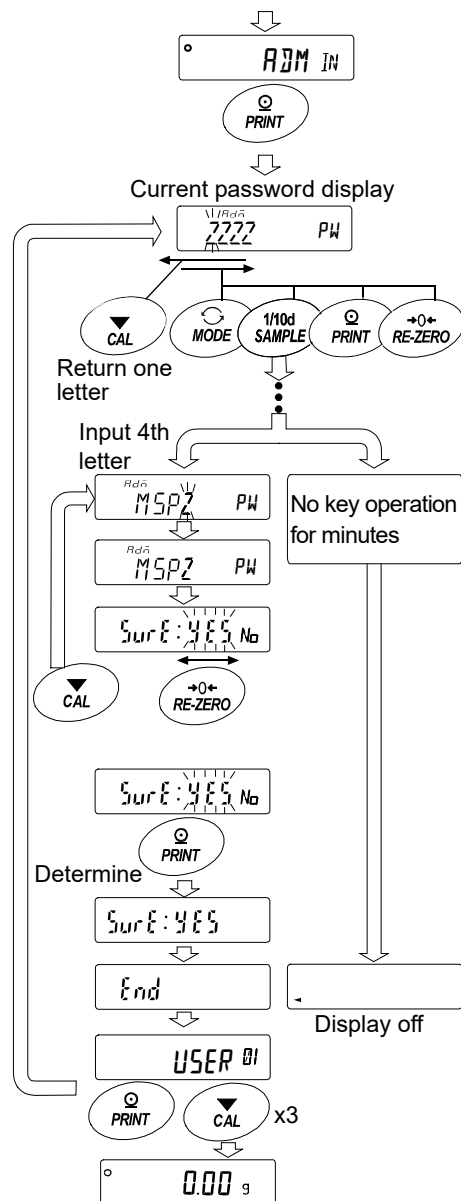 ADM IN
PRINT
Current password display
Adm
ZZZZ PW
CAL
MODE
1/10d
SAMPLE
PRINT
→0←
RE-ZERO
Return one
letter
Input 4th
letter
Adm
MSPZ PW
No key operation
for minutes
Adm
MSPZ PW
SurE:YES No
CAL
→0←
RE-ZERO
SurE:YES No
PRINT
Determine
SurE:YES
End
Display off
USER 01
PRINT
CAL
x3
0.00 g